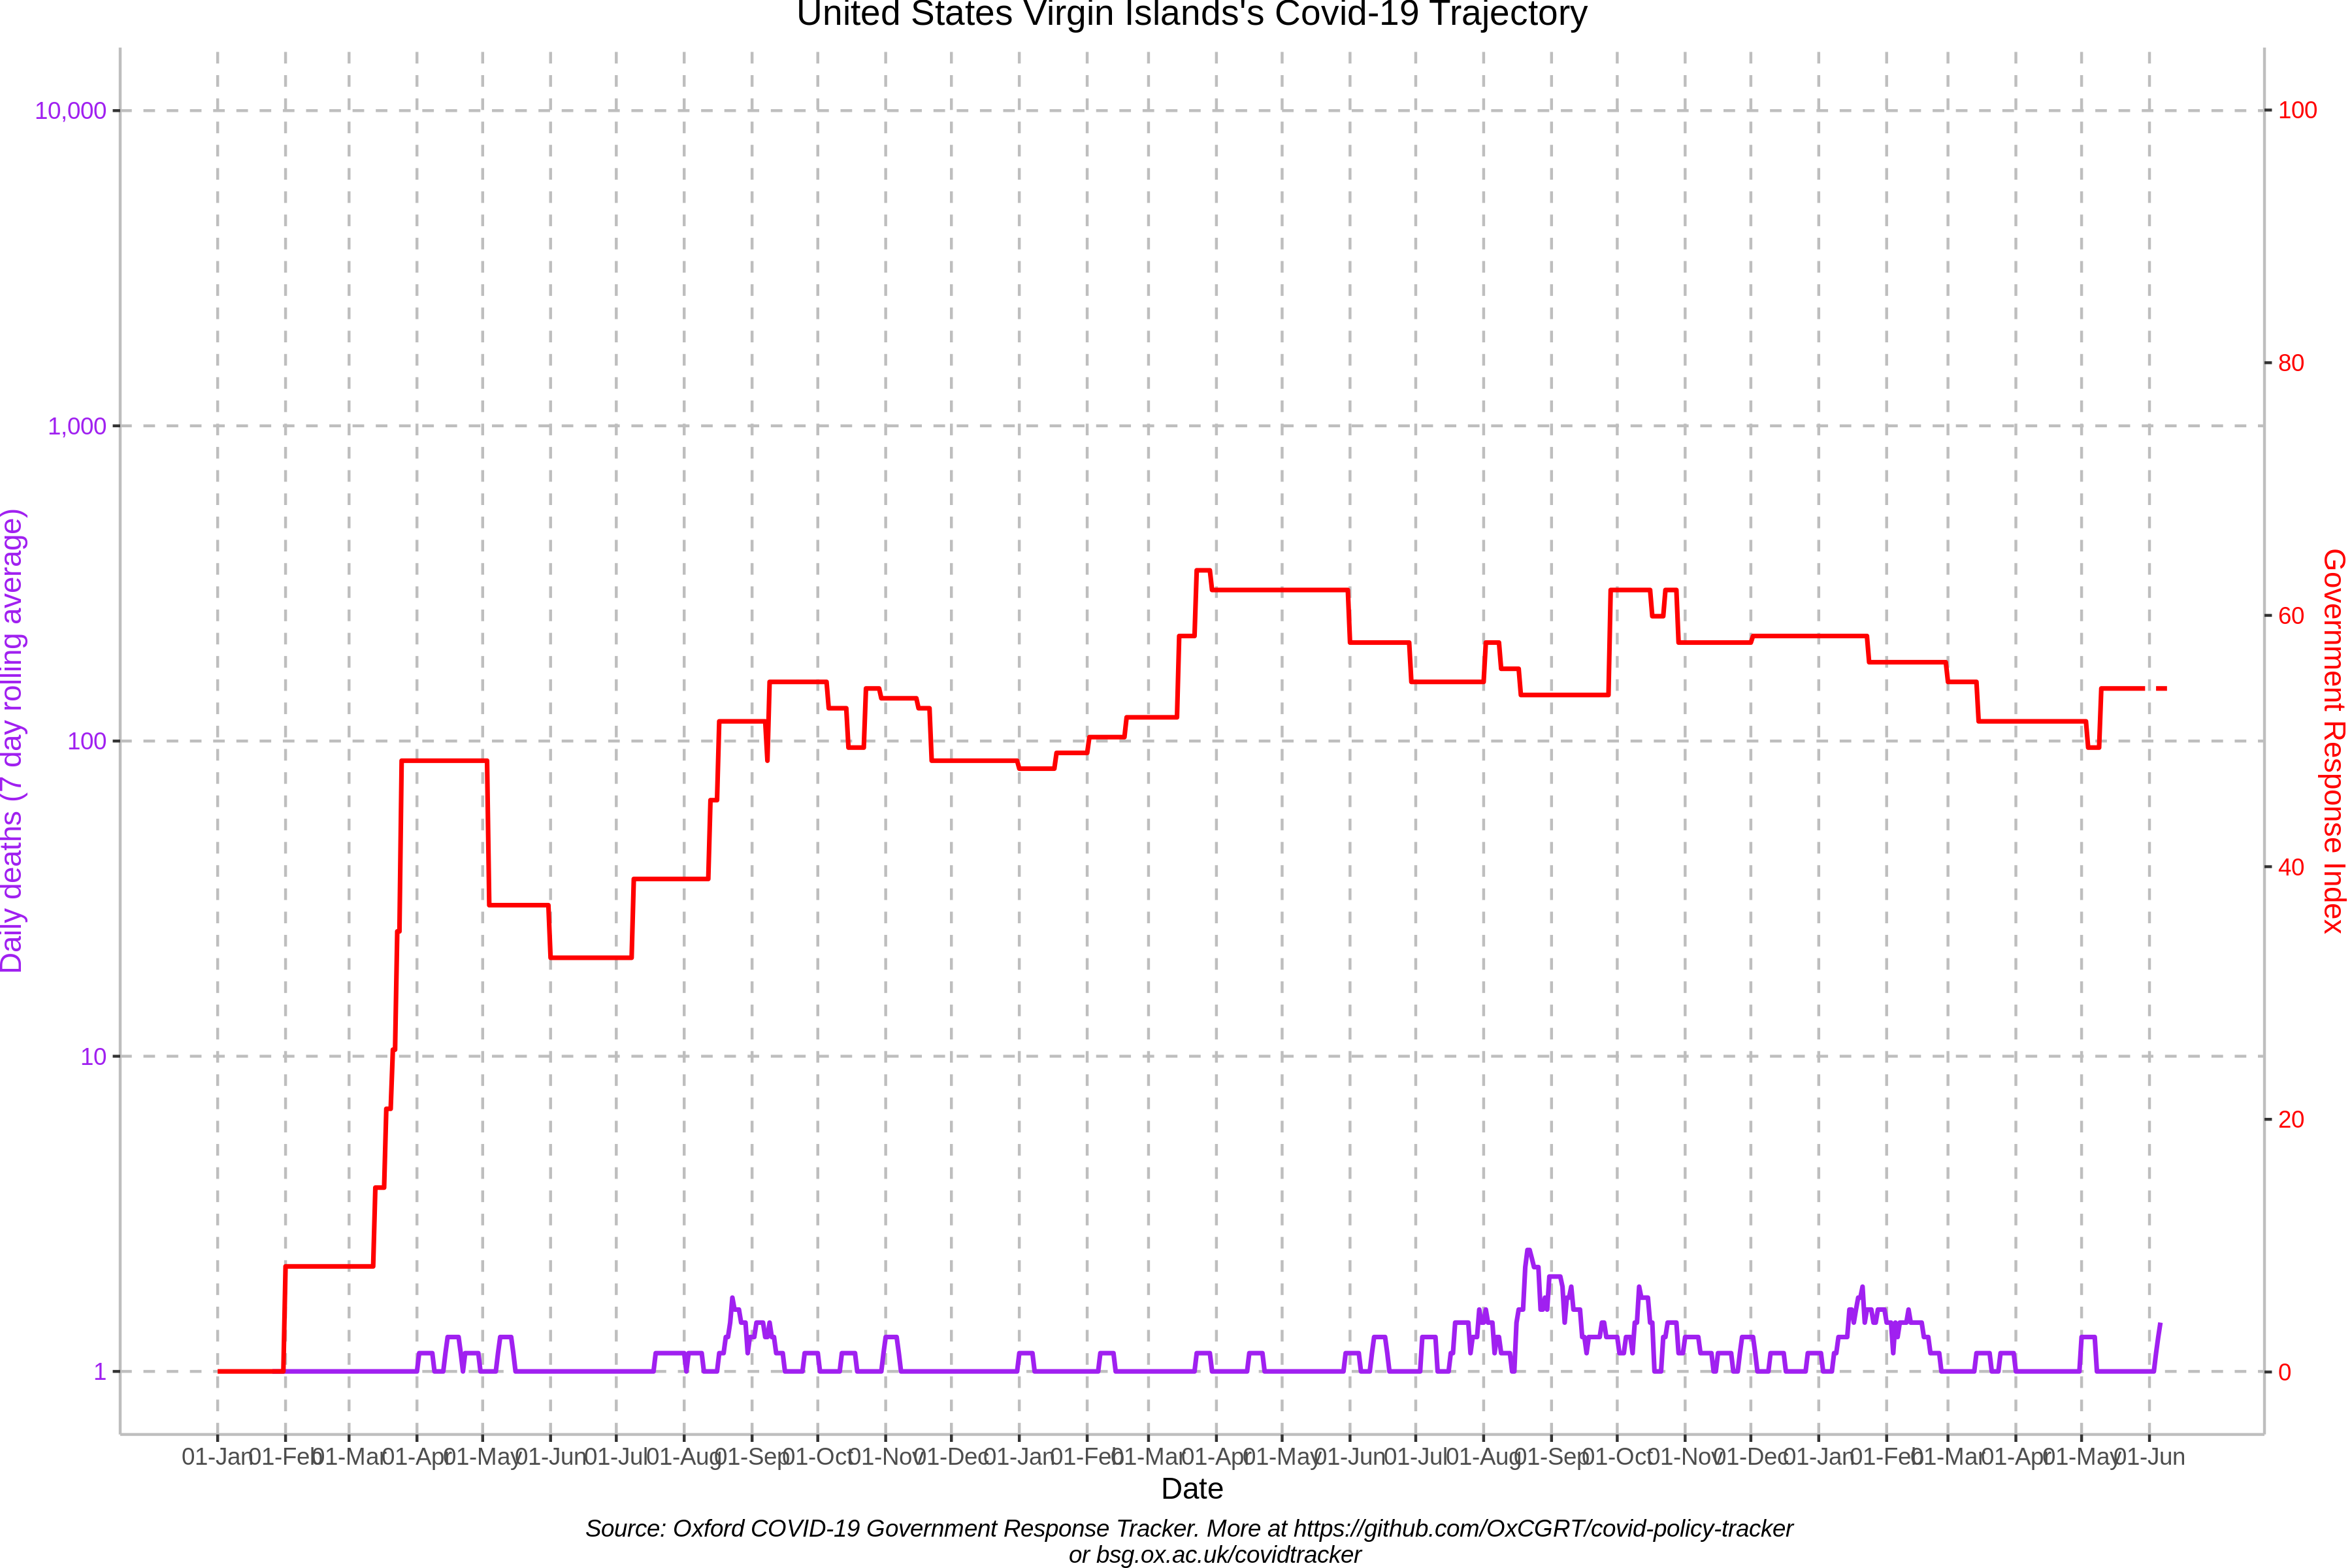 United States Virgin Islands's Covid-19 Trajectory
10,000
1,000
100
10
1
Daily deaths (7 day rolling average)
100
80
60
40
20
0
Government Response Index
01-Jan 01-Feb 01-Mar 01-Apr 01-May 01-Jun 01-Jul 01-Aug 01-Sep 01-Oct 01-Nov 01-Dec 01-Jan 01-Feb 01-Mar 01-Apr 01-May 01-Jun 01-Jul 01-Aug 01-Sep 01-Oct 01-Nov 01-Dec 01-Jan 01-Feb 01-Mar 01-Apr 01-May 01-Jun
Date
Source: Oxford COVID-19 Government Response Tracker. More at https://github.com/OxCGRT/covid-policy-tracker
or bsg.ox.ac.uk/covidtracker